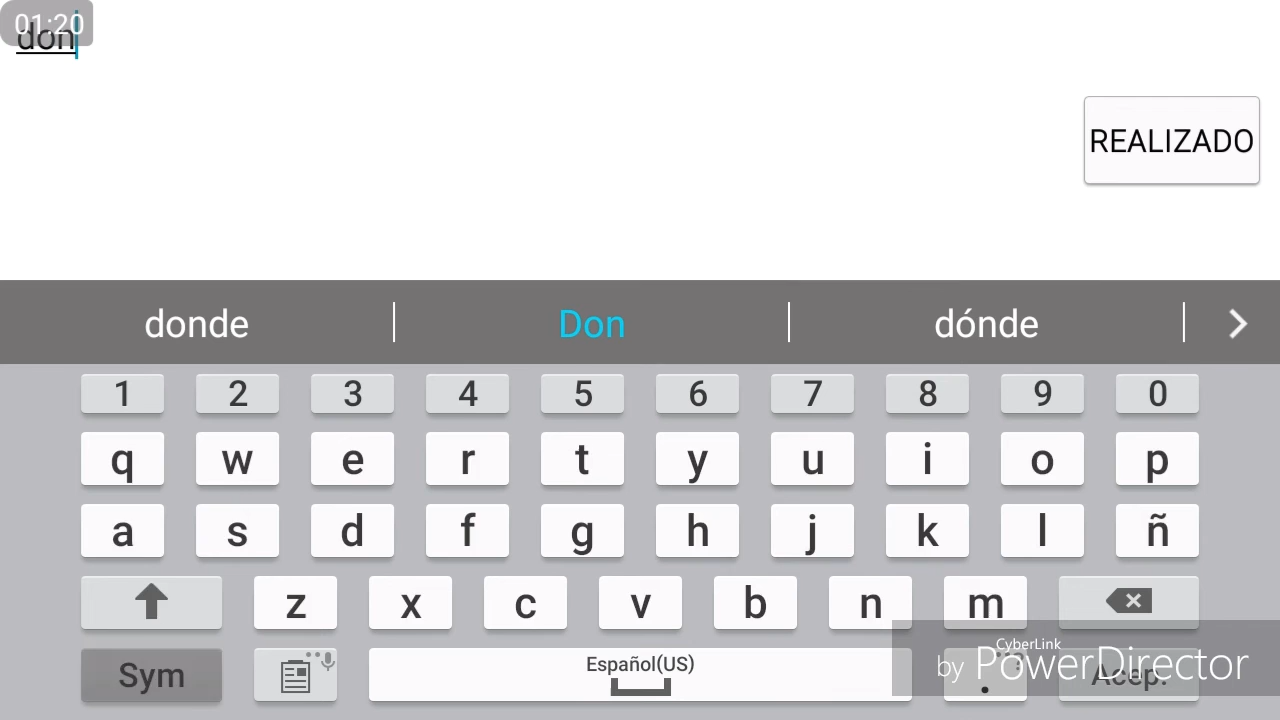 01:20
don
REALIZADO
donde Don dónde
1 2 3 4 5 6 7 8 9 0
q w e r t y u i o p
a s d f g h j k l ñ
z x c v b n m
Sym Español(US) . Acep.
CyberLink
by PowerDirector